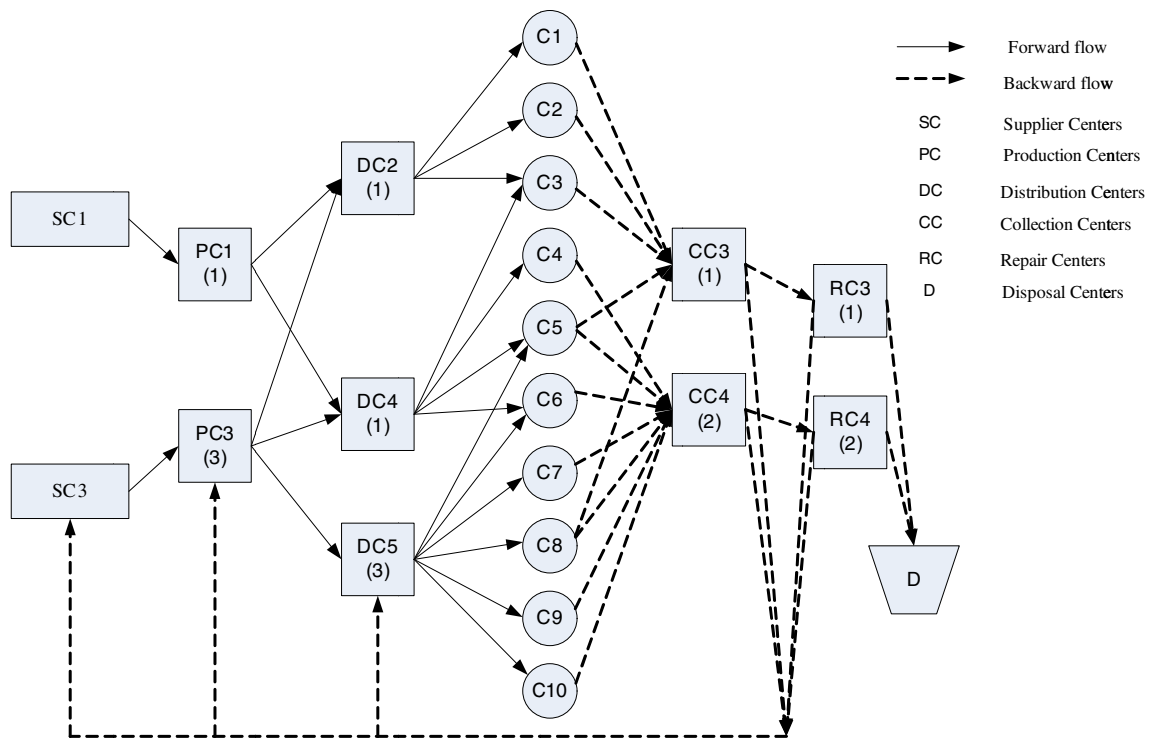 SC1
SC3
PC1
(1)
PC3
(3)
DC2
(1)
DC4
(1)
DC5
(3)
C1
C2
C3
C4
C5
C6
C7
C8
C9
C10
CC3
(1)
CC4
(2)
RC3
(1)
RC4
(2)
D
Forward flow
Backward flow
SC Supplier Centers
PC Production Centers
DC Distribution Centers
CC Collection Centers
RC Repair Centers
D Disposal Centers